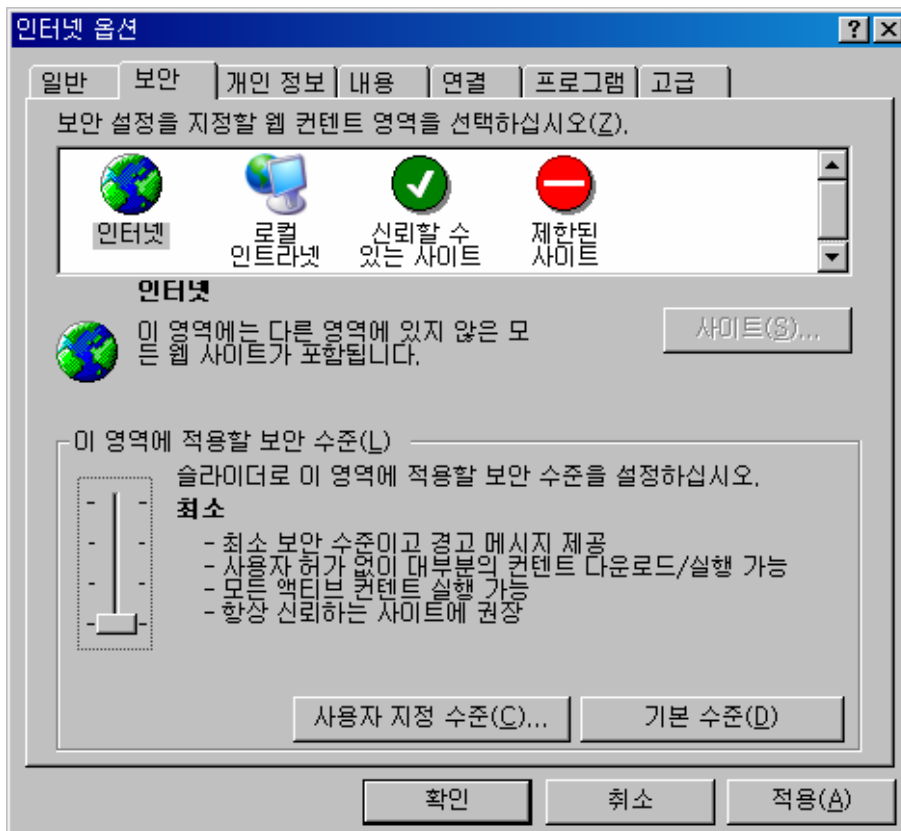 인터넷 옵션
일반 보안 개인 정보 내용 연결 프로그램 고급
보안 설정을 지정할 웹 컨텐트 영역을 선택하십시오(Z).
인터넷
로컬
인트라넷
신뢰할 수
있는 사이트
제한된
사이트
인터넷
이 영역에는 다른 영역에 있지 않은 모
든 웹 사이트가 포함됩니다.
사이트(S)...
이 영역에 적용할 보안 수준(L)
슬라이더로 이 영역에 적용할 보안 수준을 설정하십시오.
최소
- 최소 보안 수준이고 경고 메시지 제공
- 사용자 허가 없이 대부분의 컨텐트 다운로드/실행 가능
- 모든 액티브 컨텐트 실행 가능
- 항상 신뢰하는 사이트에 권장
사용자 지정 수준(C)... 기본 수준(D)
확인 취소 적용(A)